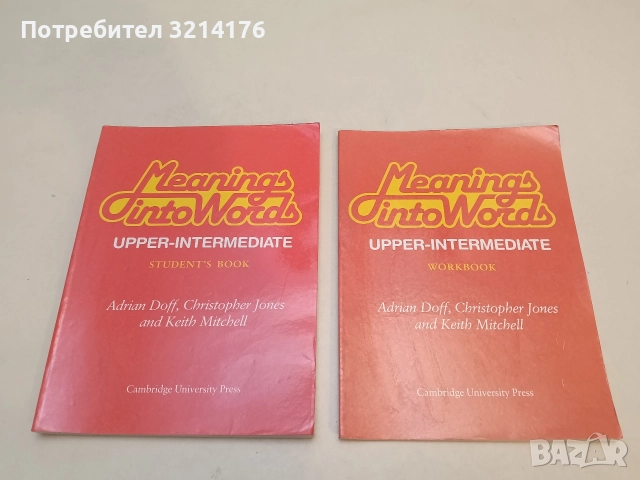 Потребител 3214176
Meanings
into Words
UPPER-INTERMEDIATE
STUDENT'S BOOK
Adrian Doff, Christopher Jones
and Keith Mitchell
Cambridge University Press
Meanings
into Words
UPPER-INTERMEDIATE
WORKBOOK
Adrian Doff, Christopher Jones
and Keith Mitchell
Cambridge University Press
BAZAR